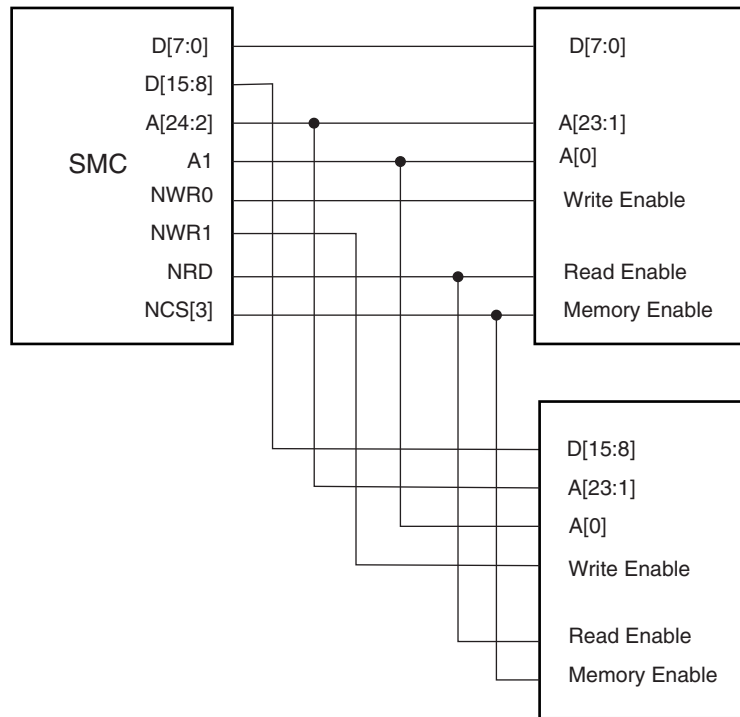 SMC
D[7:0]
D[15:8]
A[24:2]
A1
NWR0
NWR1
NRD
NCS[3]
D[7:0]
A[23:1]
A[0]
Write Enable
Read Enable
Memory Enable
D[15:8]
A[23:1]
A[0]
Write Enable
Read Enable
Memory Enable